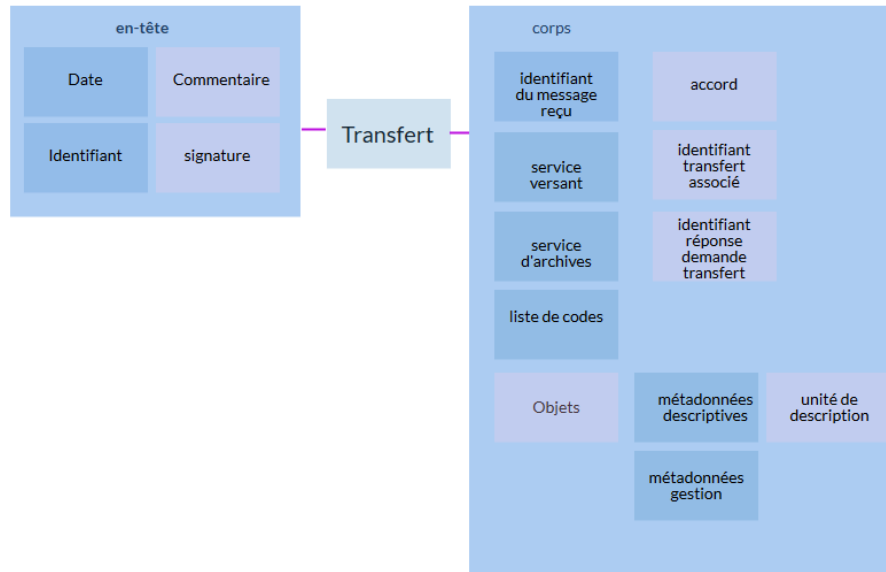 en-tête
Date
Commentaire
Identifiant
signature
Transfert
corps
identifiant
du message
reçu
accord
service
versant
identifiant
transfert
associé
service
d'archives
identifiant
réponse
demande
transfert
liste de codes
Objets
métadonnées
descriptives
unité de
description
métadonnées
gestion